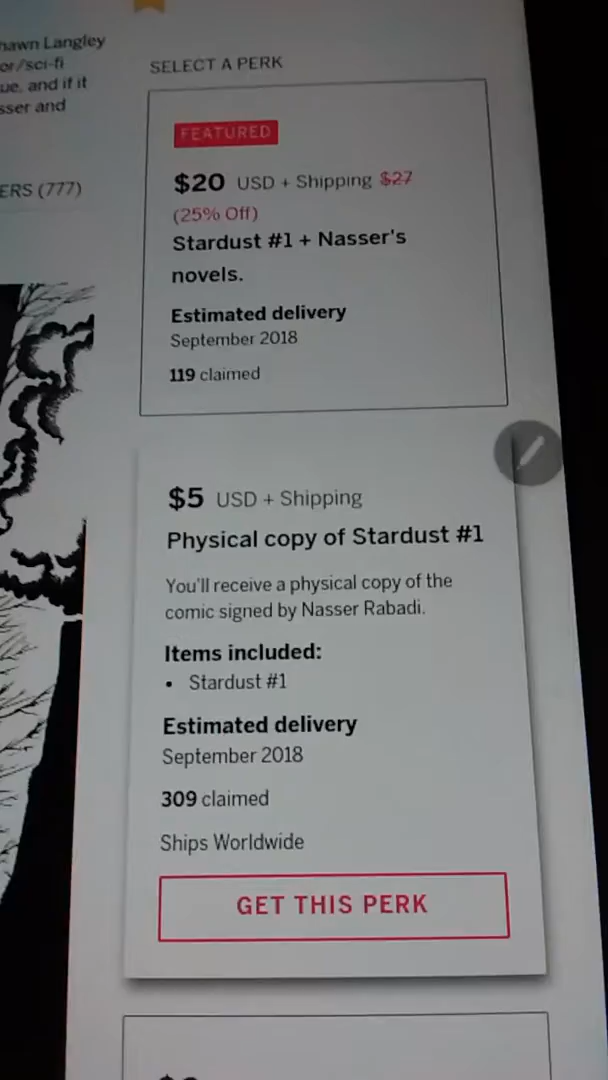 hawn Langley
or/sci-fi
ue, and if it
sser and
ERS (777)
SELECT A PERK
FEATURED
$20 USD + Shipping $27
(25% Off)
Stardust #1 + Nasser's
novels.
Estimated delivery
September 2018
119 claimed
$5 USD + Shipping
Physical copy of Stardust #1
You'll receive a physical copy of the
comic signed by Nasser Rabadi.
Items included:
• Stardust #1
Estimated delivery
September 2018
309 claimed
Ships Worldwide
GET THIS PERK